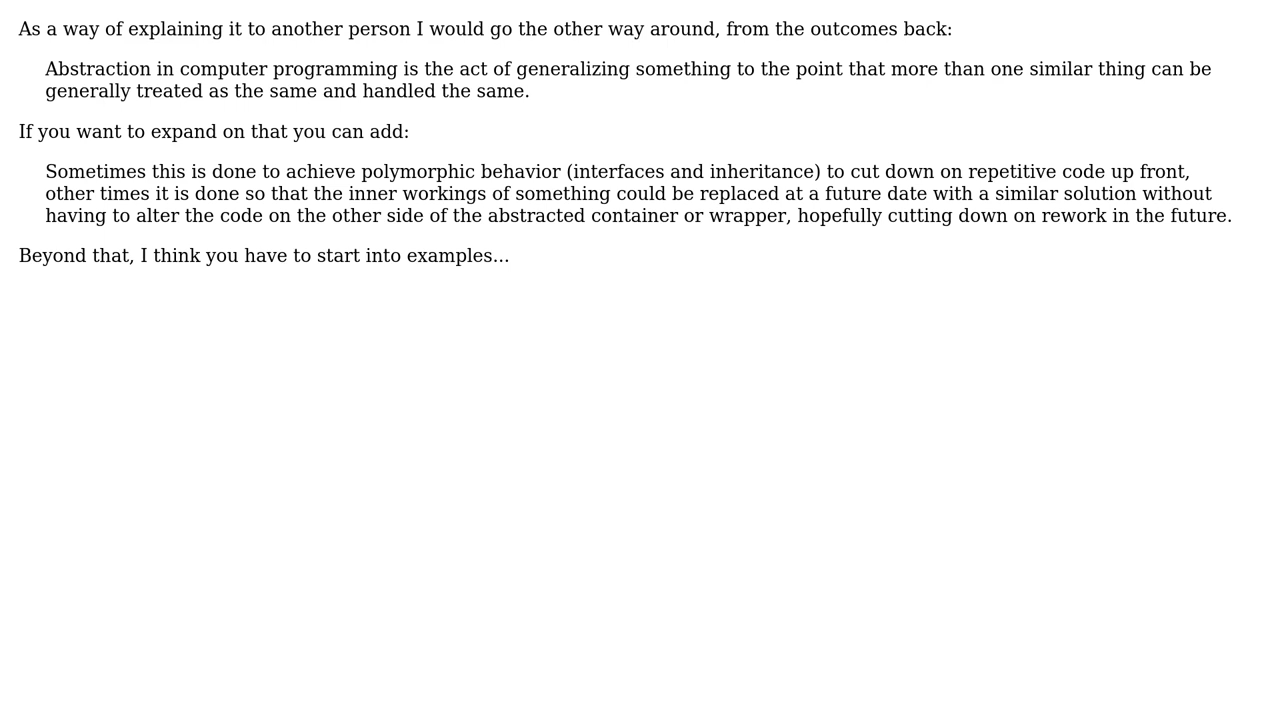 As a way of explaining it to another person I would go the other way around, from the outcomes back:
Abstraction in computer programming is the act of generalizing something to the point that more than one similar thing can be
generally treated as the same and handled the same.
If you want to expand on that you can add:
Sometimes this is done to achieve polymorphic behavior (interfaces and inheritance) to cut down on repetitive code up front,
other times it is done so that the inner workings of something could be replaced at a future date with a similar solution without
having to alter the code on the other side of the abstracted container or wrapper, hopefully cutting down on rework in the future.
Beyond that, I think you have to start into examples...